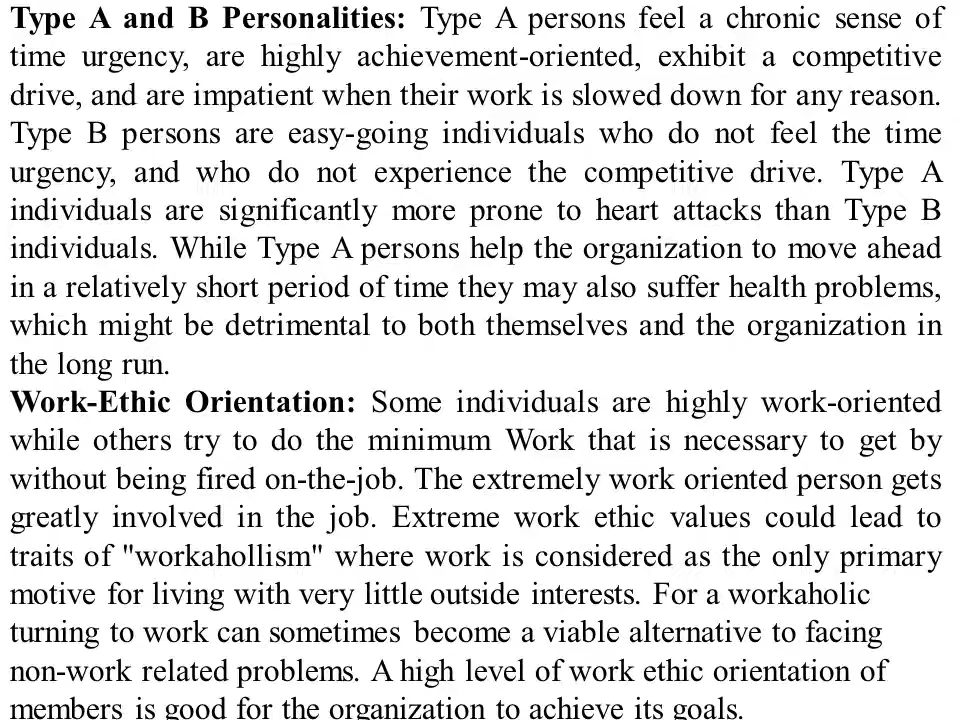 Type A and B Personalities: Type A persons feel a chronic sense of
time urgency, are highly achievement-oriented, exhibit a competitive
drive, and are impatient when their work is slowed down for any reason.
Type B persons are easy-going individuals who do not feel the time
urgency, and who do not experience the competitive drive. Type A
individuals are significantly more prone to heart attacks than Type B
individuals. While Type A persons help the organization to move ahead
in a relatively short period of time they may also suffer health problems,
which might be detrimental to both themselves and the organization in
the long run.
Work-Ethic Orientation: Some individuals are highly work-oriented
while others try to do the minimum Work that is necessary to get by
without being fired on-the-job. The extremely work oriented person gets
greatly involved in the job. Extreme work ethic values could lead to
traits of "workahollism" where work is considered as the only primary
motive for living with very little outside interests. For a workaholic
turning to work can sometimes become a viable alternative to facing
non-work related problems. A high level of work ethic orientation of
members is good for the organization to achieve its goals.